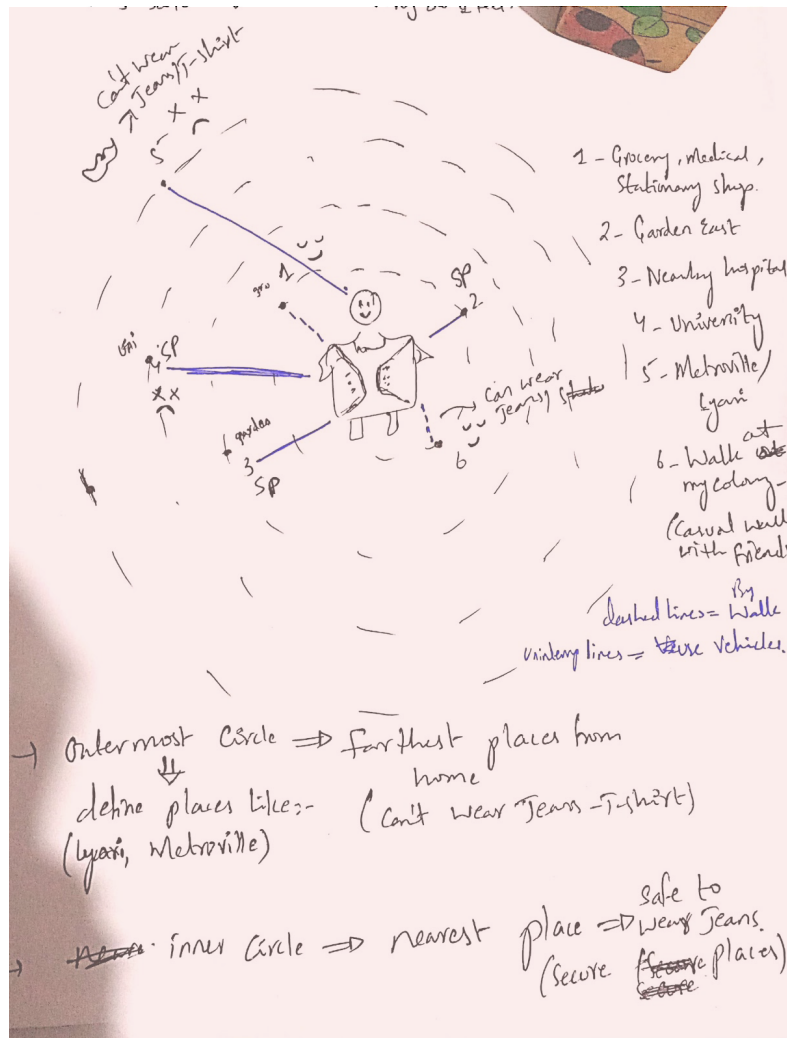 Can't wear
Jeans/T-shirt
x x
5
1
gro
SP
2
Uni
4 SP
x x
garden
3
SP
Can wear
Jeans/
6
1 - Grocery, medical,
Stationary shop.
2 - Garden East
3 - Nearby hospital
4 - University
5 - Metroville/
Lyari
6 - Walk at
my colony -
(Casual walk
with friends
dashed lines = By Walk
lines = use vehicles.
→ Outermost Circle ⇒ farthest places from
home
⇓
define places like:-
(Can't wear Jeans-T-shirt)
(Lyari, Metroville)
→ inner Circle ⇒ nearest place ⇒ safe to
wear Jeans.
(secure places)